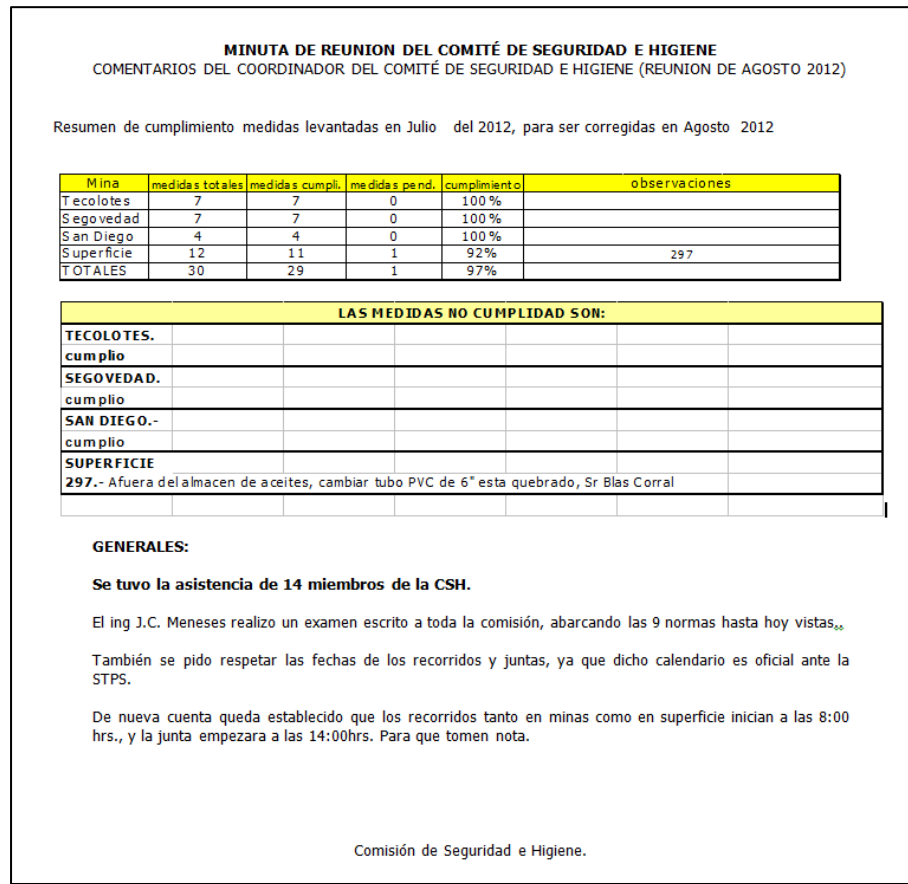 MINUTA DE REUNION DEL COMITÉ DE SEGURIDAD E HIGIENE
COMENTARIOS DEL COORDINADOR DEL COMITÉ DE SEGURIDAD E HIGIENE (REUNION DE AGOSTO 2012)
Resumen de cumplimiento medidas levantadas en Julio del 2012, para ser corregidas en Agosto 2012
Mina medidas totales medidas cumpli. medidas pend. cumplimiento observaciones
Tecolotes 7 7 0 100%
Segovedad 7 7 0 100%
San Diego 4 4 0 100%
Superficie 12 11 1 92% 297
TOTALES 30 29 1 97%
LAS MEDIDAS NO CUMPLIDAD SON:
TECOLOTES.
cumplio
SEGOVEDAD.
cumplio
SAN DIEGO.-
cumplio
SUPERFICIE
297.- Afuera del almacen de aceites, cambiar tubo PVC de 6" esta quebrado, Sr Blas Corral
GENERALES:
Se tuvo la asistencia de 14 miembros de la CSH.
El ing J.C. Meneses realizo un examen escrito a toda la comisión, abarcando las 9 normas hasta hoy vistas..
También se pido respetar las fechas de los recorridos y juntas, ya que dicho calendario es oficial ante la
STPS.
De nueva cuenta queda establecido que los recorridos tanto en minas como en superficie inician a las 8:00
hrs., y la junta empezara a las 14:00hrs. Para que tomen nota.
Comisión de Seguridad e Higiene.